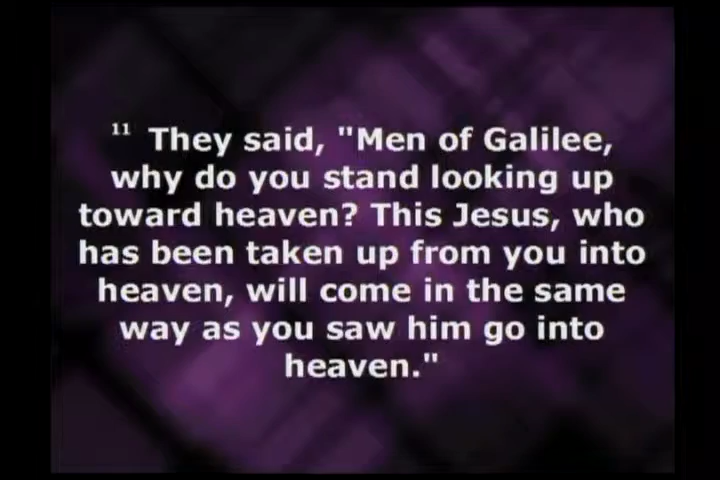 11 They said, "Men of Galilee,
why do you stand looking up
toward heaven? This Jesus, who
has been taken up from you into
heaven, will come in the same
way as you saw him go into
heaven."